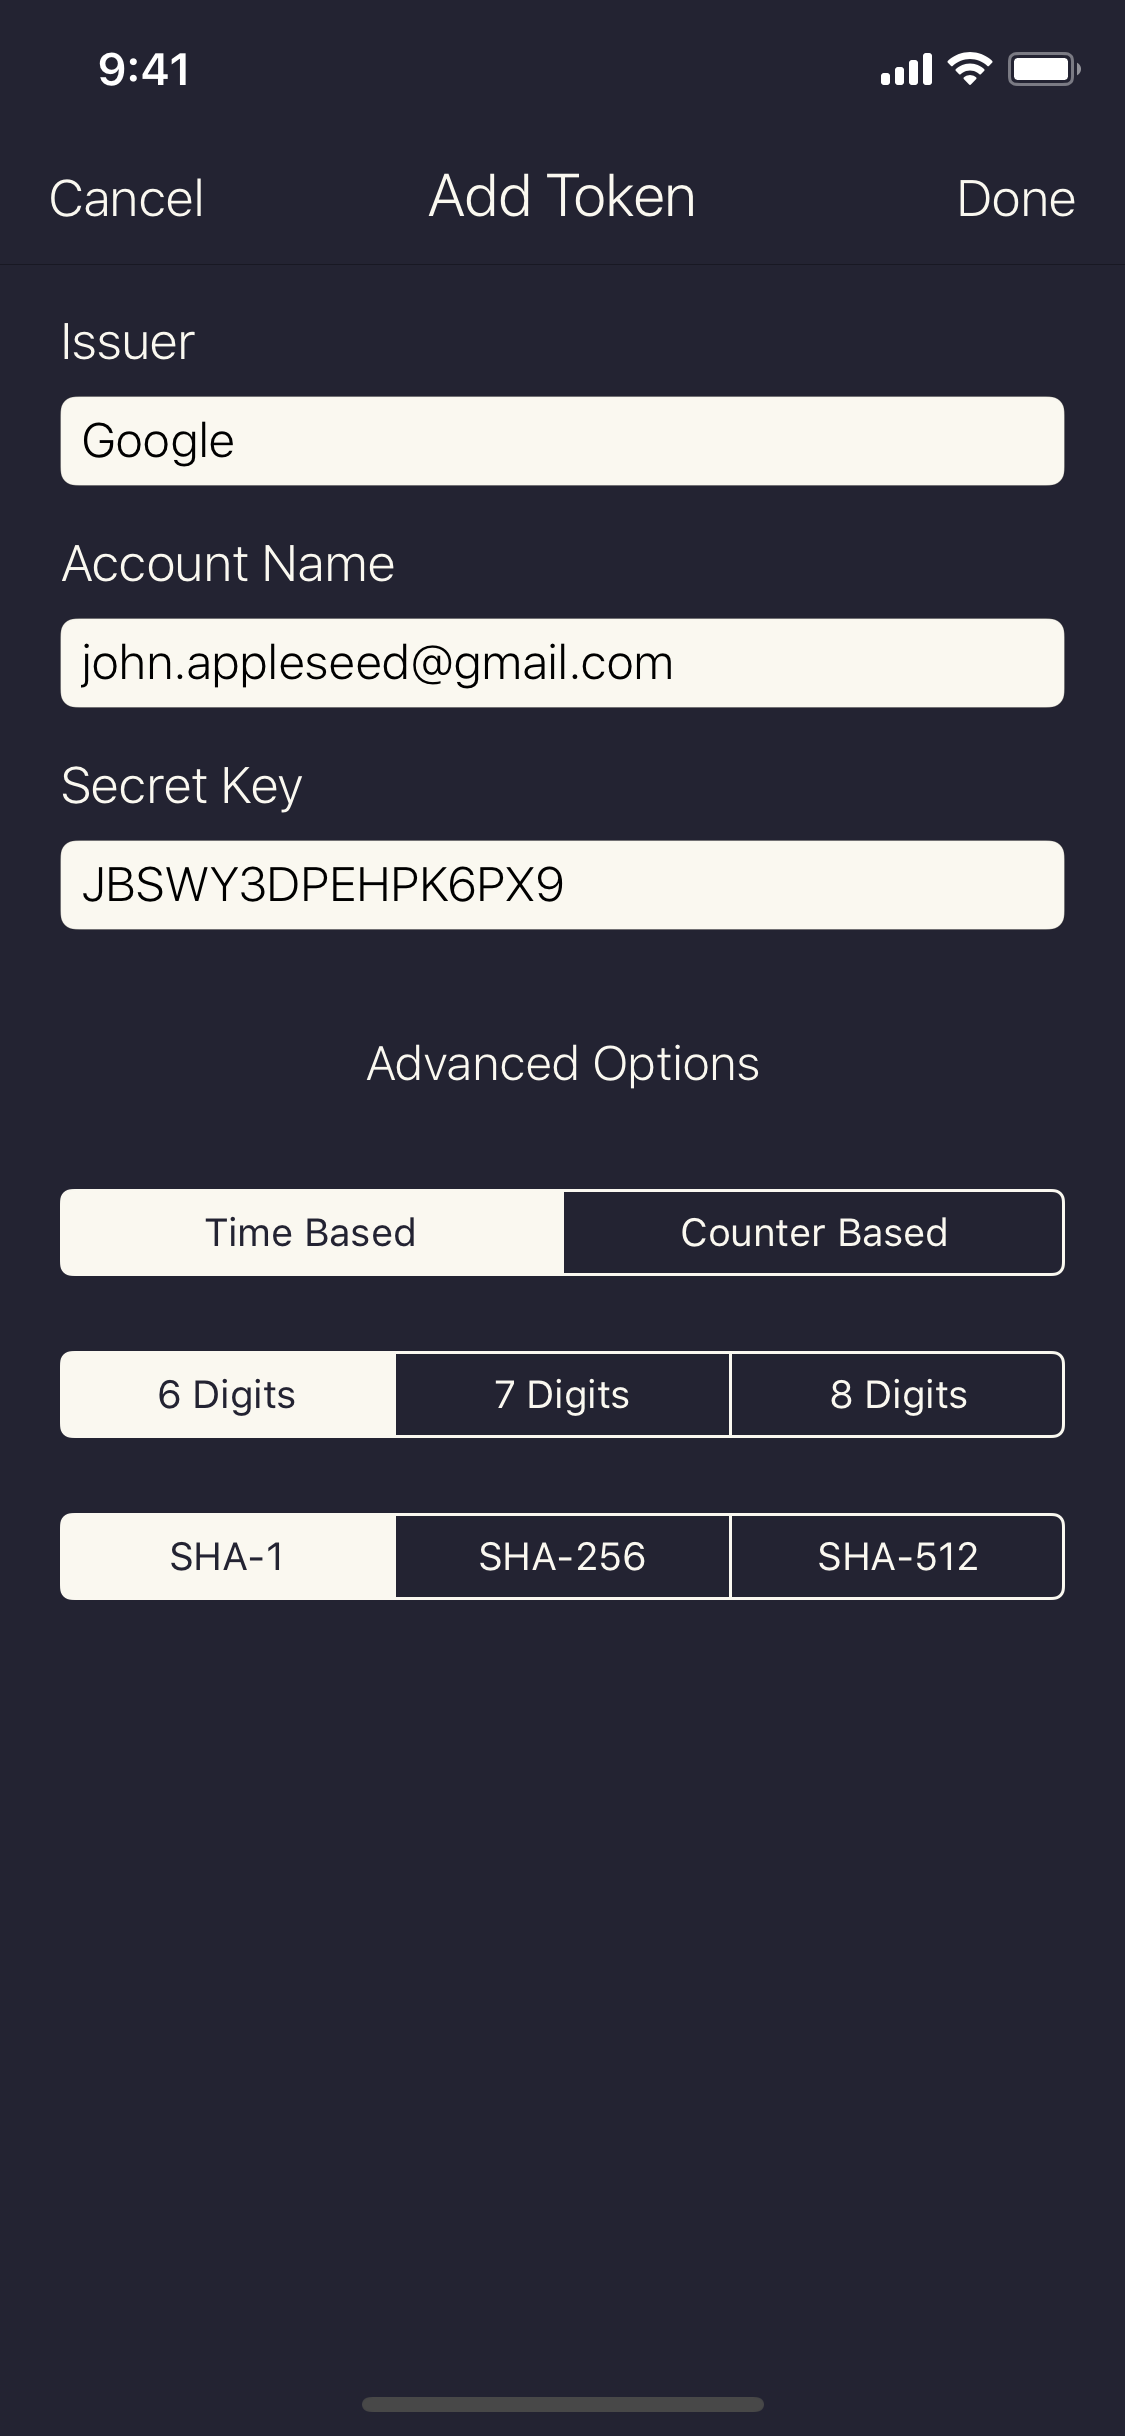 9:41
Cancel Add Token Done
Issuer
Google
Account Name
john.appleseed@gmail.com
Secret Key
JBSWY3DPEHPK6PX9
Advanced Options
Time Based Counter Based
6 Digits 7 Digits 8 Digits
SHA-1 SHA-256 SHA-512